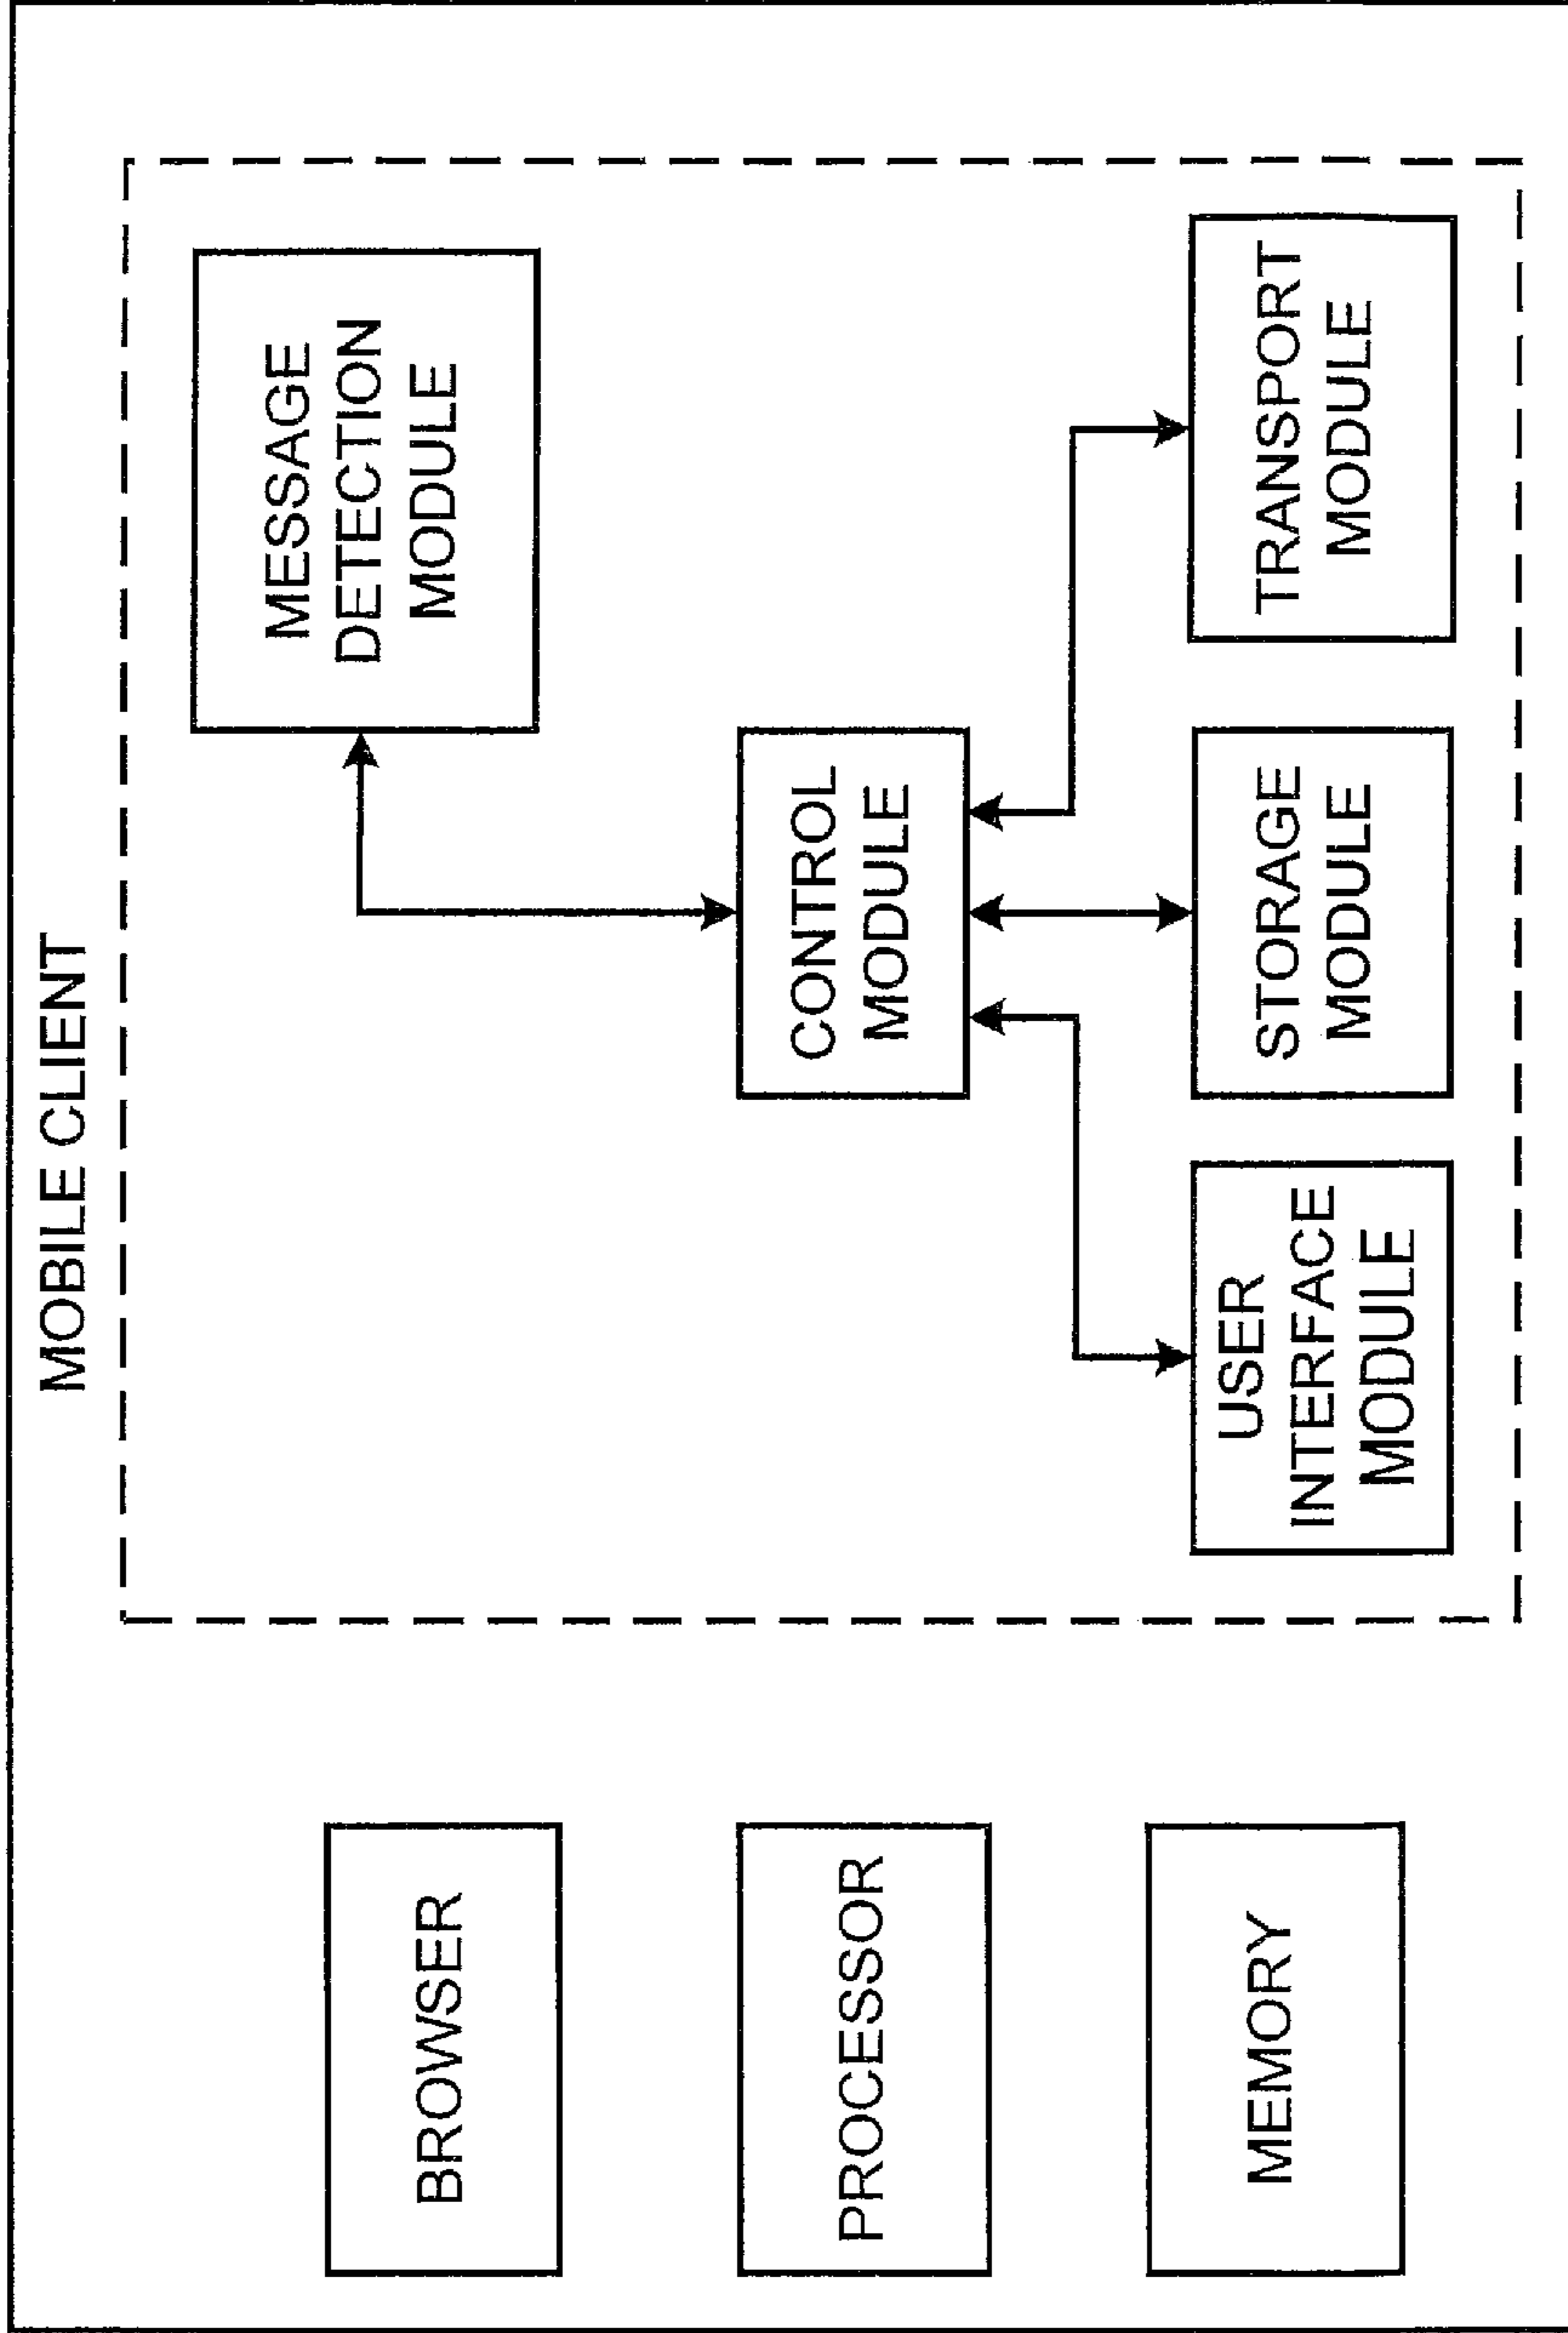 MOBILE CLIENT
BROWSER
PROCESSOR
MEMORY
MESSAGE
DETECTION
MODULE
CONTROL
MODULE
USER
INTERFACE
MODULE
STORAGE
MODULE
TRANSPORT
MODULE